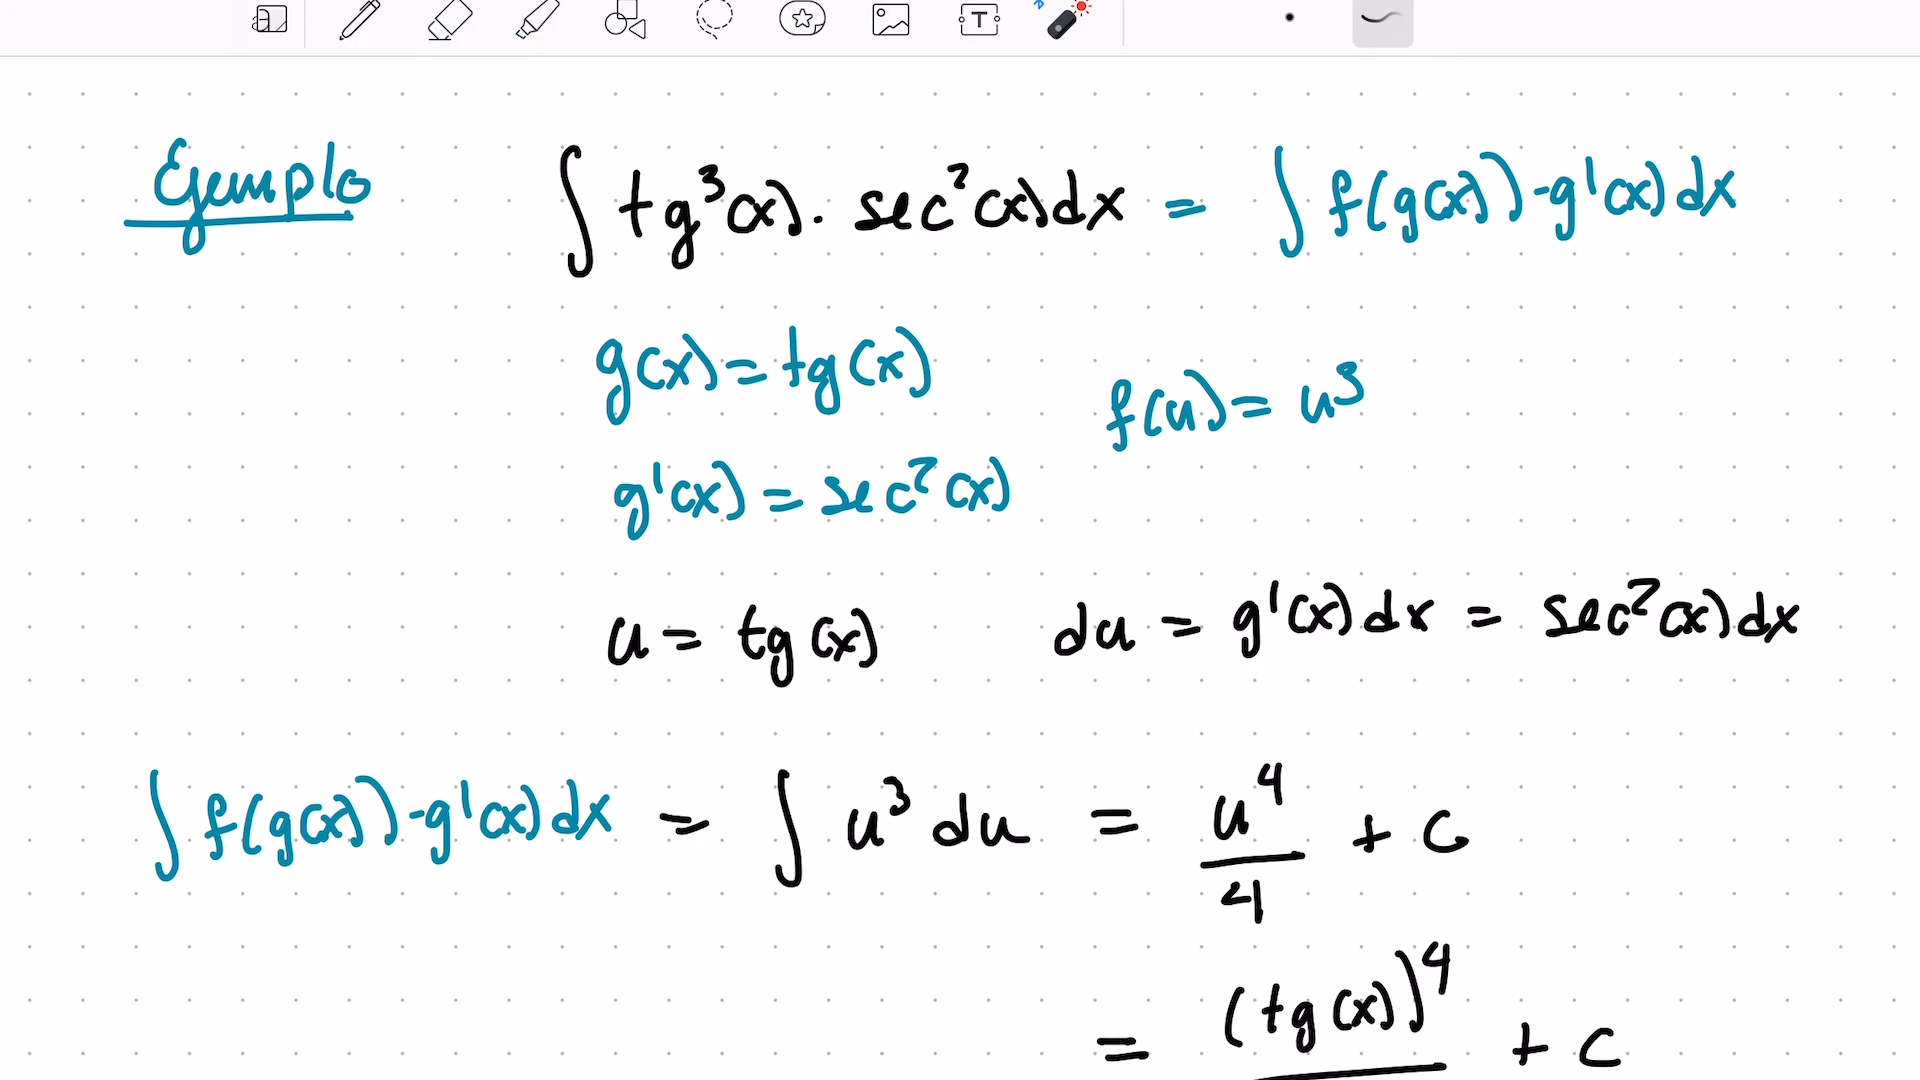 Ejemplo ∫ tg³(x) · sec²(x)dx = ∫ f(g(x)) · g'(x)dx
g(x) = tg(x)
f(u) = u³
g'(x) = sec²(x)
u = tg(x) du = g'(x)dx = sec²(x)dx
∫ f(g(x)) · g'(x)dx = ∫ u³ du = u⁴/4 + c
= (tg(x))⁴ + c